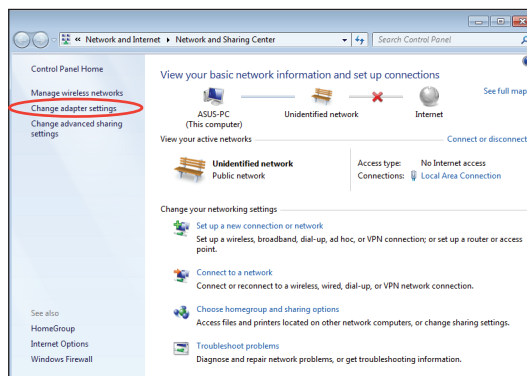 « Network and Internet ▸ Network and Sharing Center
Search Control Panel
Control Panel Home
Manage wireless networks
Change adapter settings
Change advanced sharing
settings
See also
HomeGroup
Internet Options
Windows Firewall
View your basic network information and set up connections
See full map
ASUS-PC
(This computer)
Unidentified network
Internet
View your active networks
Connect or disconnect
Unidentified network
Public network
Access type: No Internet access
Connections: Local Area Connection
Change your networking settings
Set up a new connection or network
Set up a wireless, broadband, dial-up, ad hoc, or VPN connection; or set up a router or access
point.
Connect to a network
Connect or reconnect to a wireless, wired, dial-up, or VPN network connection.
Choose homegroup and sharing options
Access files and printers located on other network computers, or change sharing settings.
Troubleshoot problems
Diagnose and repair network problems, or get troubleshooting information.